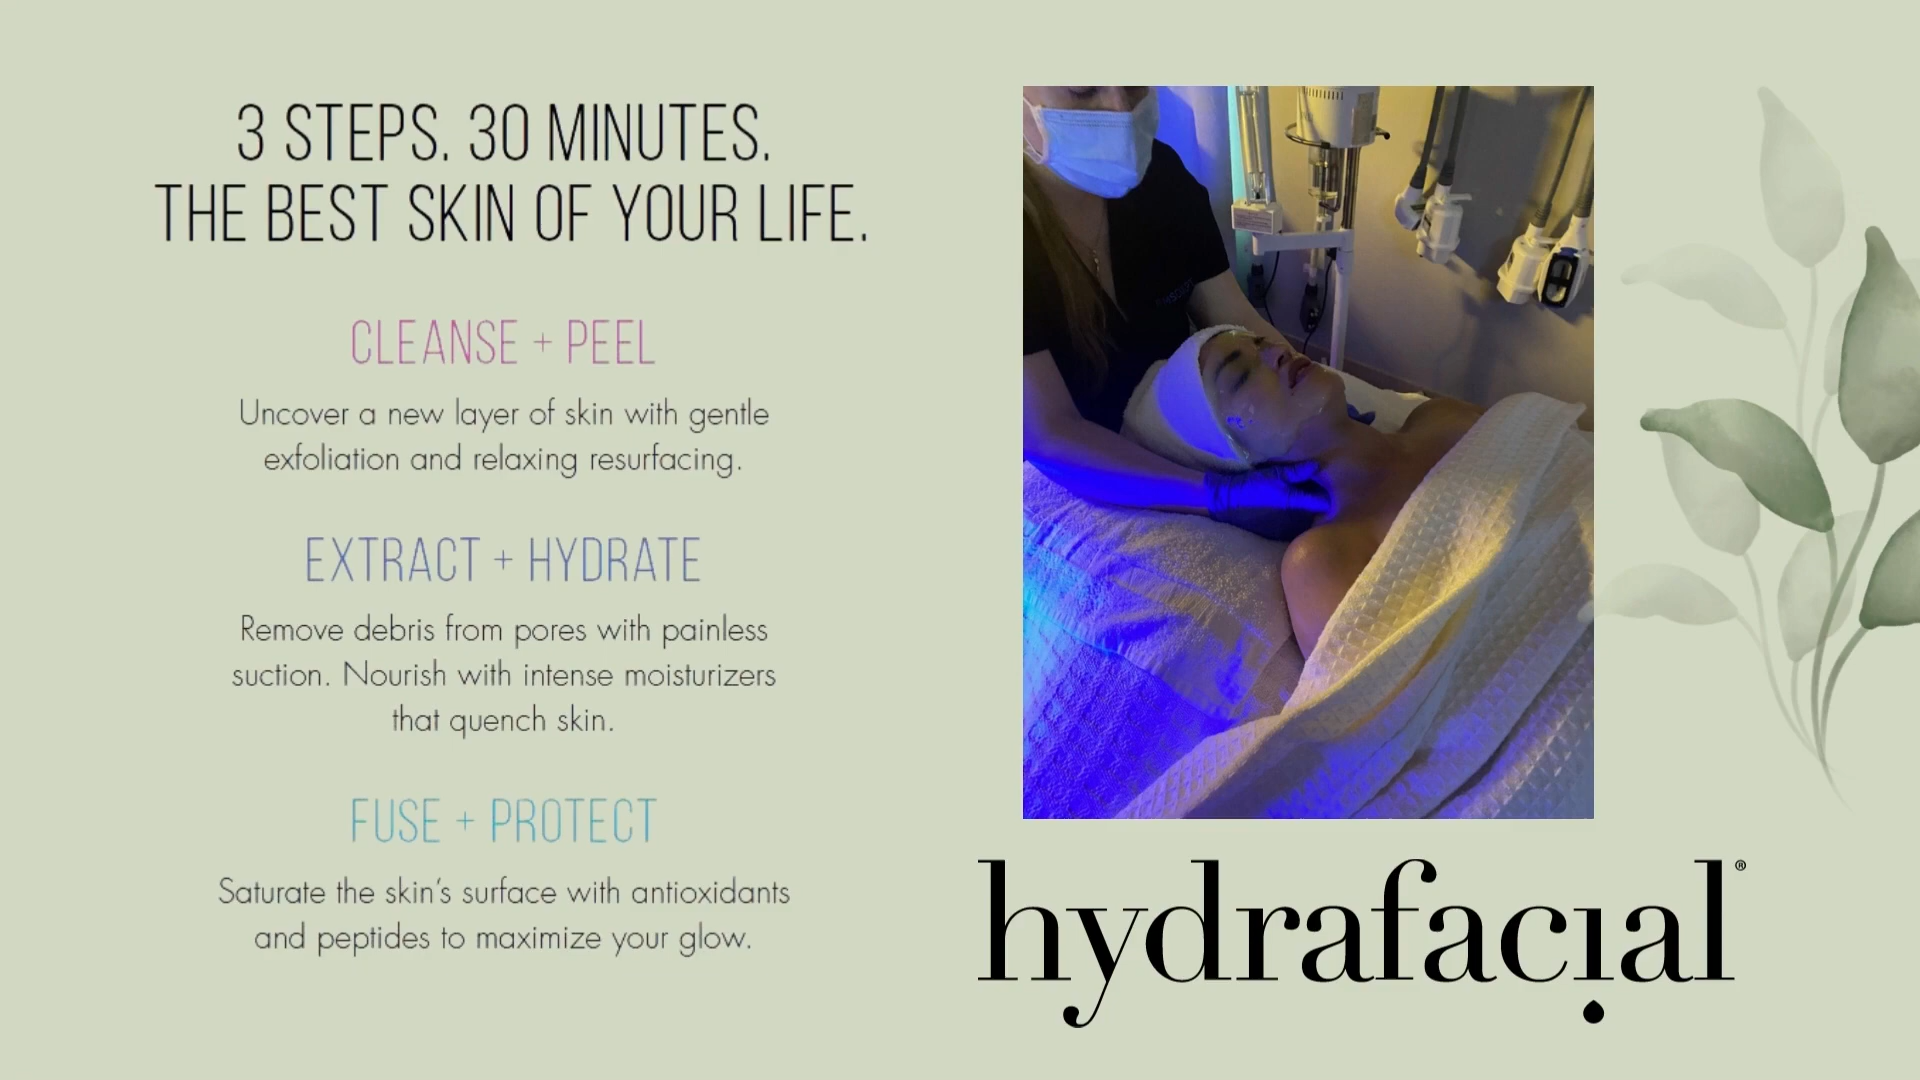 3 STEPS. 30 MINUTES.
THE BEST SKIN OF YOUR LIFE.
CLEANSE + PEEL
Uncover a new layer of skin with gentle
exfoliation and relaxing resurfacing.
EXTRACT + HYDRATE
Remove debris from pores with painless
suction. Nourish with intense moisturizers
that quench skin.
FUSE + PROTECT
Saturate the skin's surface with antioxidants
and peptides to maximize your glow.
hydrafacial®